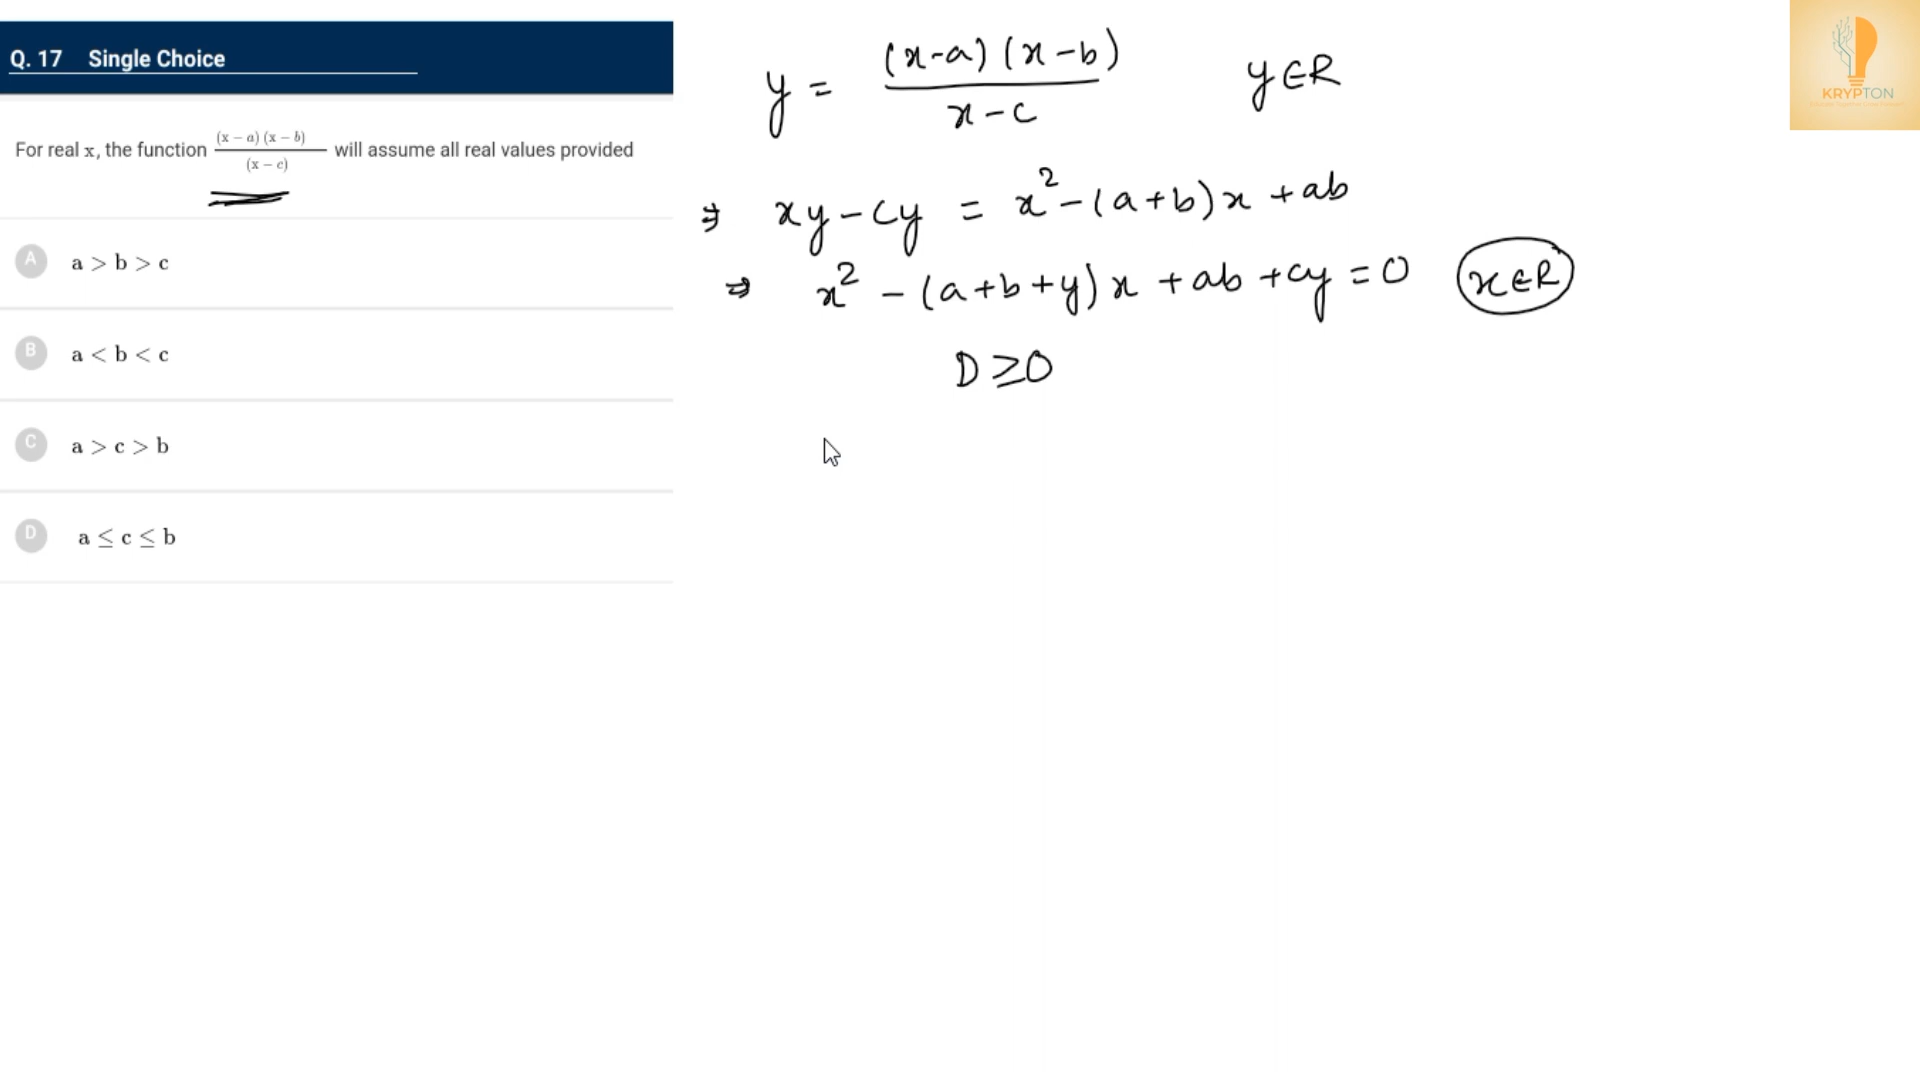 Q. 17 Single Choice
For real x, the function (x – a) (x – b) / (x – c) will assume all real values provided
A a > b > c
B a < b < c
C a > c > b
D a ≤ c ≤ b
y = (x-a) (x-b) / x-c y∈R
⇒ xy - cy = x² - (a+b)x + ab
⇒ x² - (a+b+y)x + ab + cy = 0 x∈R
D ≥ 0
KRYPTON